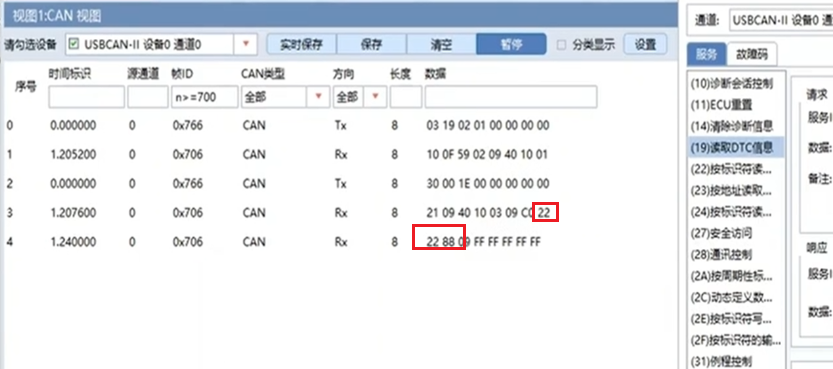 视图1:CAN 视图
请勾选设备 USBCAN-II 设备0 通道0 实时保存 保存 清空 暂停 分类显示 设置
序号 时间标识 源通道 帧ID CAN类型 方向 长度 数据
n>=700 全部 全部
0 0.000000 0 0x766 CAN Tx 8 03 19 02 01 00 00 00 00
1 1.205200 0 0x706 CAN Rx 8 10 0F 59 02 09 40 10 01
2 0.000000 0 0x766 CAN Tx 8 30 00 1E 00 00 00 00 00
3 1.207600 0 0x706 CAN Rx 8 21 09 40 10 03 09 C0 22
4 1.240000 0 0x706 CAN Rx 8 22 88 09 FF FF FF FF FF
通道: USBCAN-II 设备0 通道0
服务 故障码
(10)诊断会话控制
(11)ECU重置
(14)清除诊断信息
(19)读取DTC信息
(22)按标识符读...
(23)按地址读取...
(24)按标识符读...
(27)安全访问
(28)通讯控制
(2A)按周期性标...
(2C)动态定义数...
(2E)按标识符写...
(2F)按标识符的输...
(31)例程控制
请求
服务I
数据:
备注:
响应
服务I
数据: